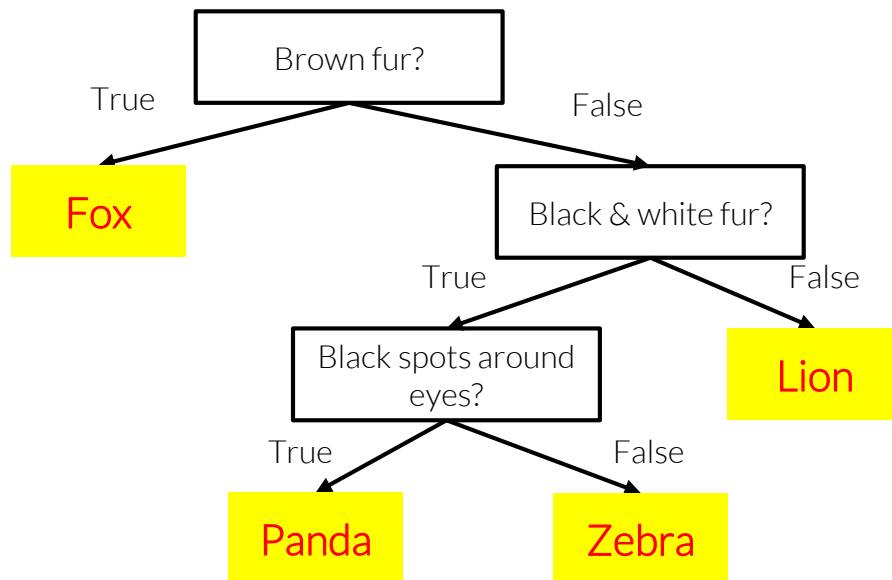 Brown fur?
True
False
Fox
Black & white fur?
True
False
Black spots around
eyes?
Lion
True
False
Panda
Zebra